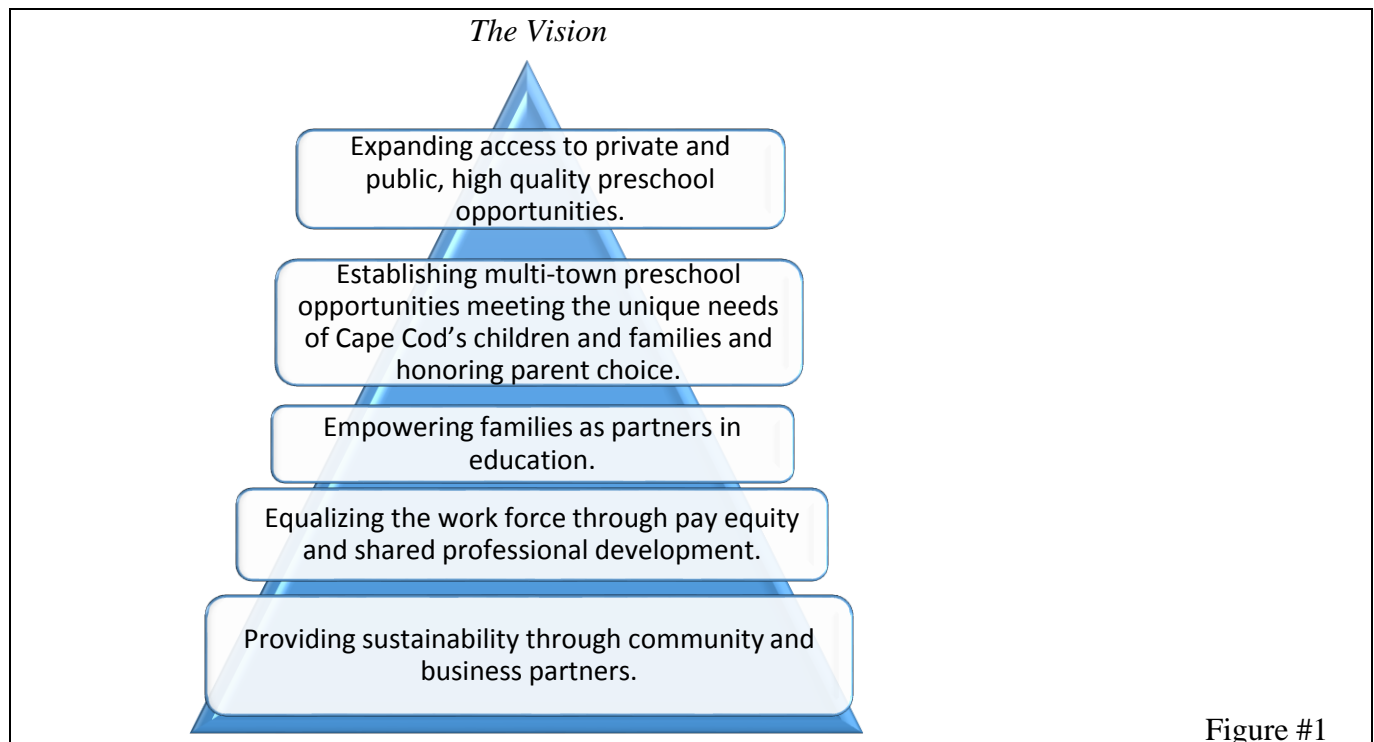 The Vision
Expanding access to private and
public, high quality preschool
opportunities.
Establishing multi-town preschool
opportunities meeting the unique needs
of Cape Cod’s children and families and
honoring parent choice.
Empowering families as partners in
education.
Equalizing the work force through pay equity
and shared professional development.
Providing sustainability through community and
business partners.
Figure #1